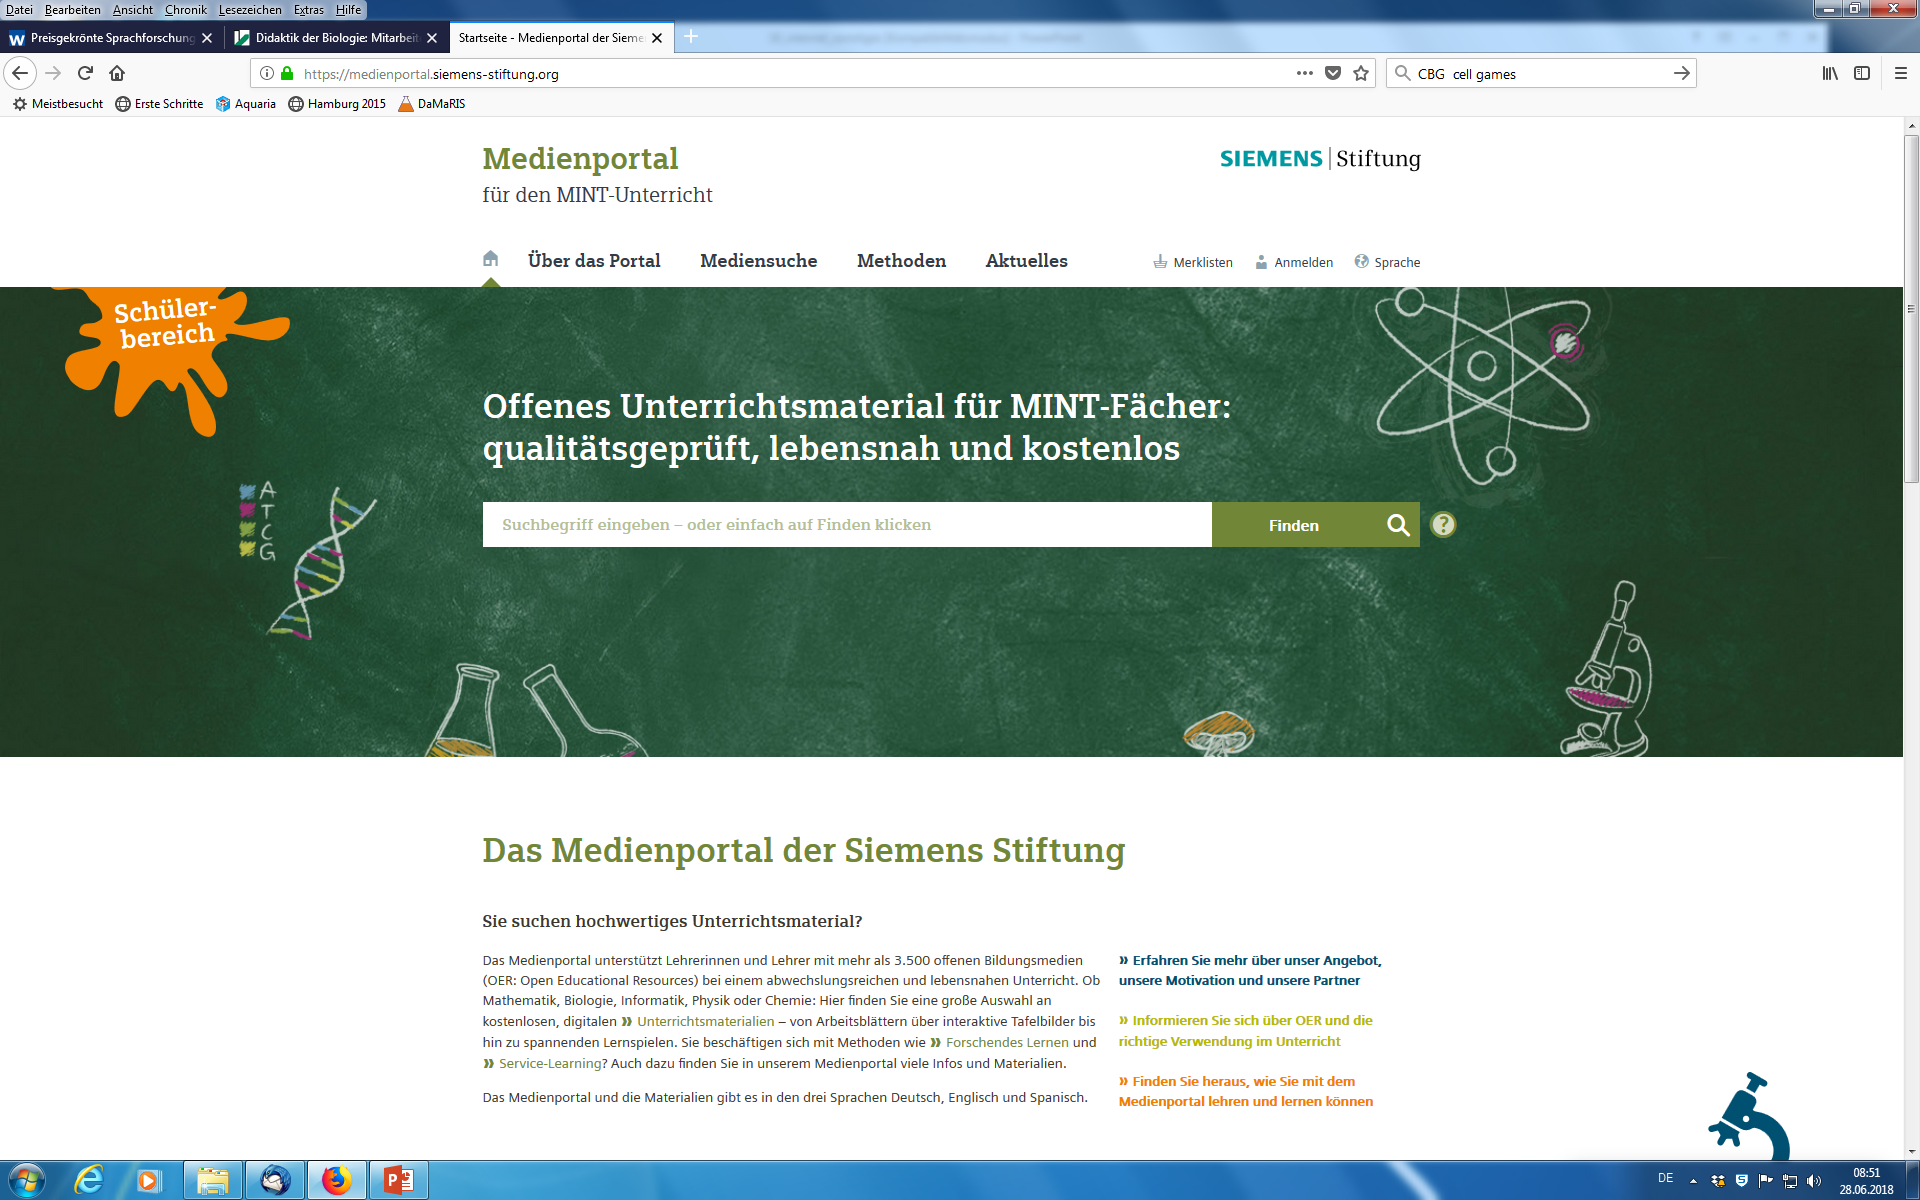 Datei Bearbeiten Ansicht Chronik Lesezeichen Extras Hilfe
Preisgekrönte Sprachforschung
Didaktik der Biologie: Mitarbeit
Startseite - Medienportal der Sieme
https://medienportal.siemens-stiftung.org
CBG cell games
Meistbesucht Erste Schritte Aquaria Hamburg 2015 DaMaRIS
Medienportal
für den MINT-Unterricht
SIEMENS | Stiftung
Über das Portal Mediensuche Methoden Aktuelles Merklisten Anmelden Sprache
Schüler-
bereich
Offenes Unterrichtsmaterial für MINT-Fächer:
qualitätsgeprüft, lebensnah und kostenlos
Suchbegriff eingeben – oder einfach auf Finden klicken
Finden
?
A
T
C
G
Das Medienportal der Siemens Stiftung
Sie suchen hochwertiges Unterrichtsmaterial?
Das Medienportal unterstützt Lehrerinnen und Lehrer mit mehr als 3.500 offenen Bildungsmedien
(OER: Open Educational Resources) bei einem abwechslungsreichen und lebensnahen Unterricht. Ob
Mathematik, Biologie, Informatik, Physik oder Chemie: Hier finden Sie eine große Auswahl an
kostenlosen, digitalen » Unterrichtsmaterialien – von Arbeitsblättern über interaktive Tafelbilder bis
hin zu spannenden Lernspielen. Sie beschäftigen sich mit Methoden wie » Forschendes Lernen und
» Service-Learning? Auch dazu finden Sie in unserem Medienportal viele Infos und Materialien.
Das Medienportal und die Materialien gibt es in den drei Sprachen Deutsch, Englisch und Spanisch.
» Erfahren Sie mehr über unser Angebot,
unsere Motivation und unsere Partner
» Informieren Sie sich über OER und die
richtige Verwendung im Unterricht
» Finden Sie heraus, wie Sie mit dem
Medienportal lehren und lernen können
DE
08:51
28.06.2018